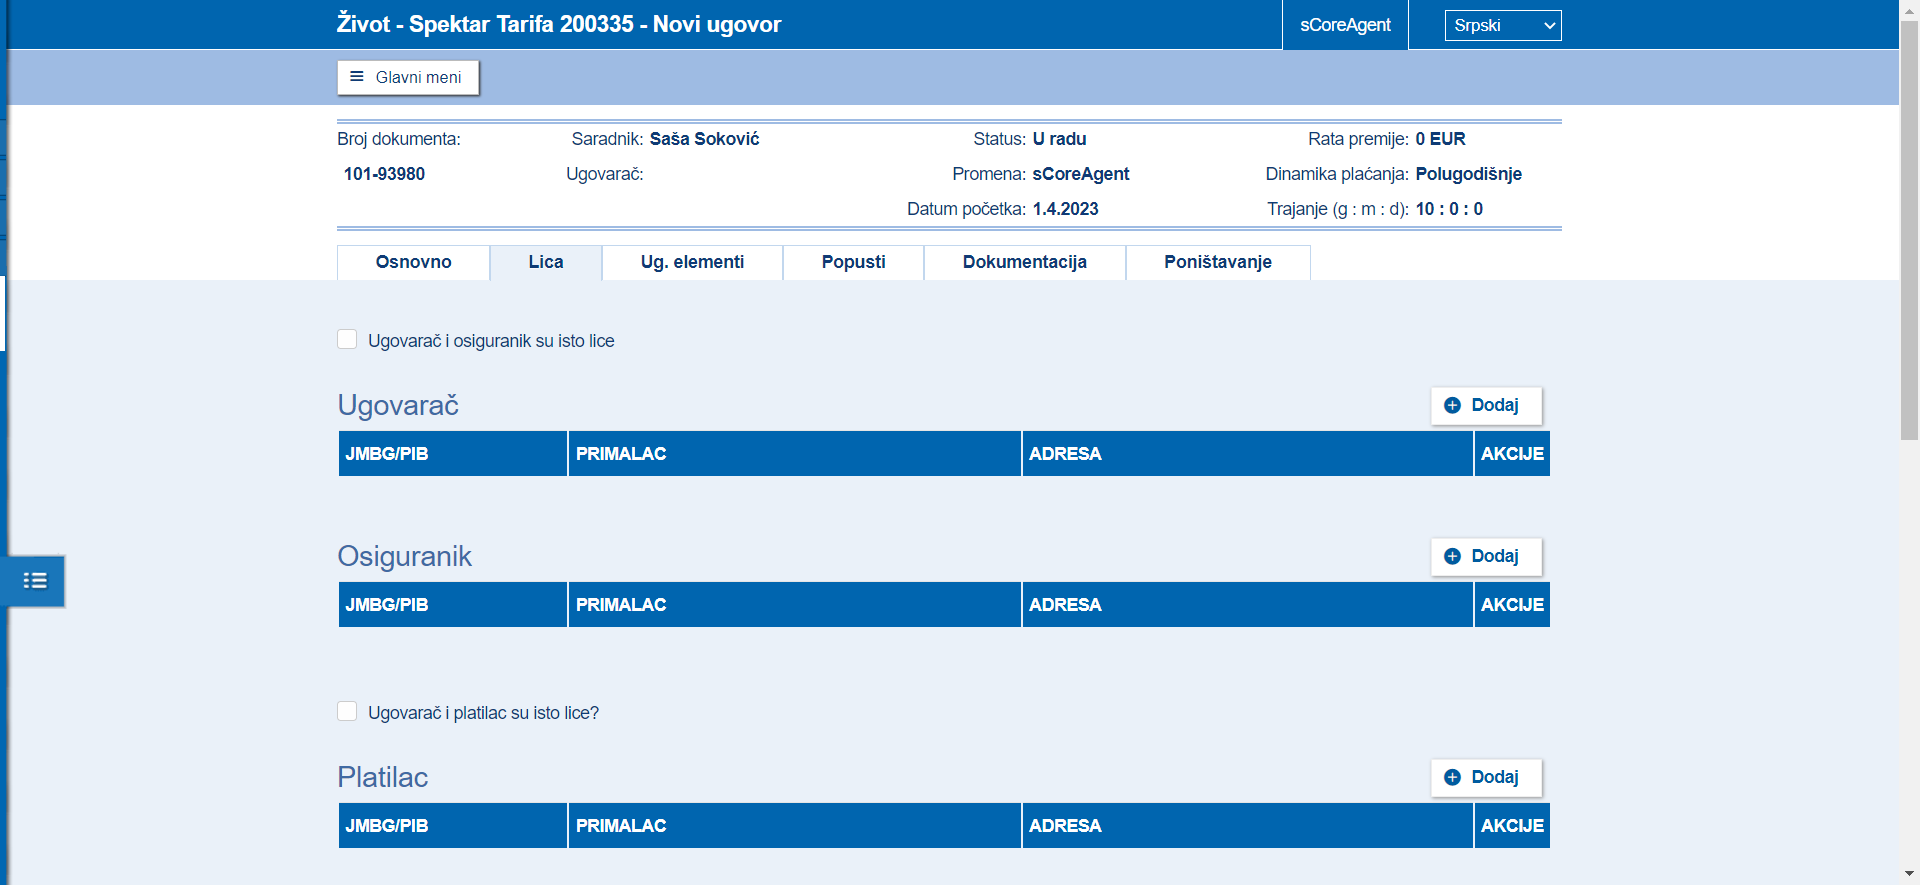 Život - Spektar Tarifa 200335 - Novi ugovor
sCoreAgent
Srpski
Glavni meni
Broj dokumenta: Saradnik: Saša Soković Status: U radu Rata premije: 0 EUR
101-93980 Ugovarač: Promena: sCoreAgent Dinamika plaćanja: Polugodišnje
Datum početka: 1.4.2023 Trajanje (g : m : d): 10 : 0 : 0
Osnovno Lica Ug. elementi Popusti Dokumentacija Poništavanje
Ugovarač i osiguranik su isto lice
Ugovarač Dodaj
JMBG/PIB PRIMALAC ADRESA AKCIJE
Osiguranik Dodaj
JMBG/PIB PRIMALAC ADRESA AKCIJE
Ugovarač i platilac su isto lice?
Platilac Dodaj
JMBG/PIB PRIMALAC ADRESA AKCIJE